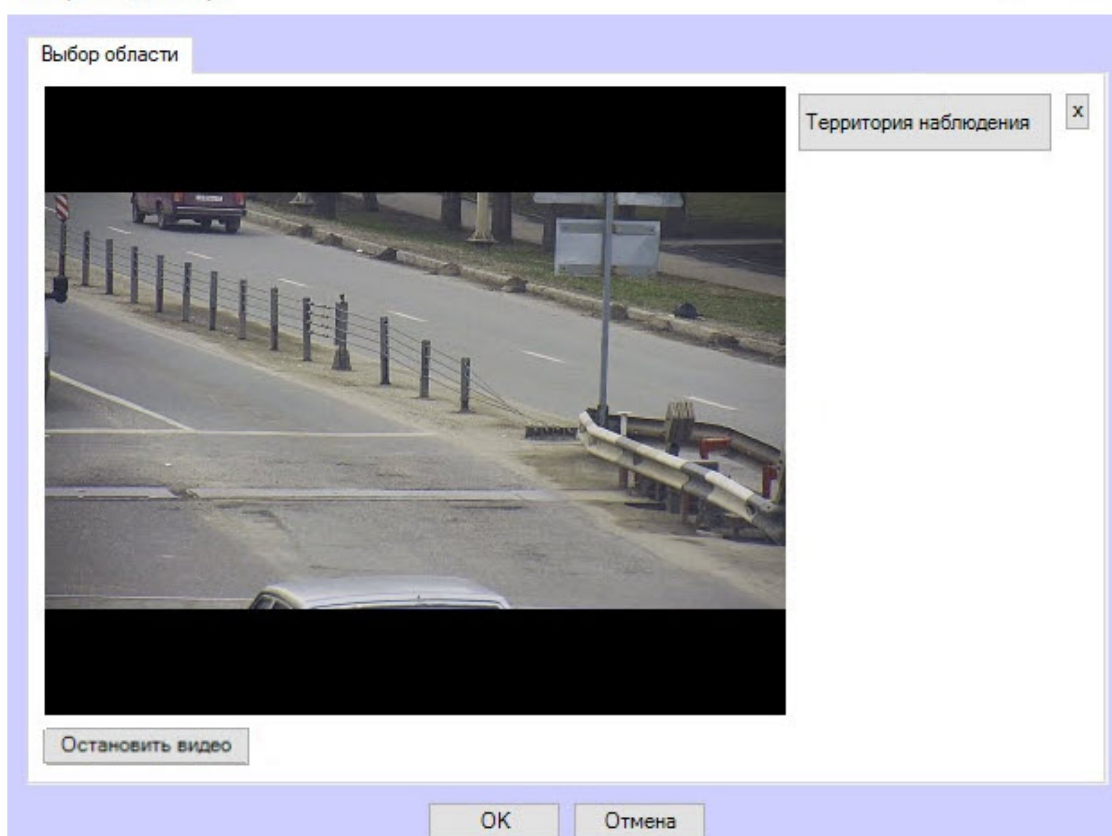 Выбор области
Территория наблюдения
x
Остановить видео
OK
Отмена